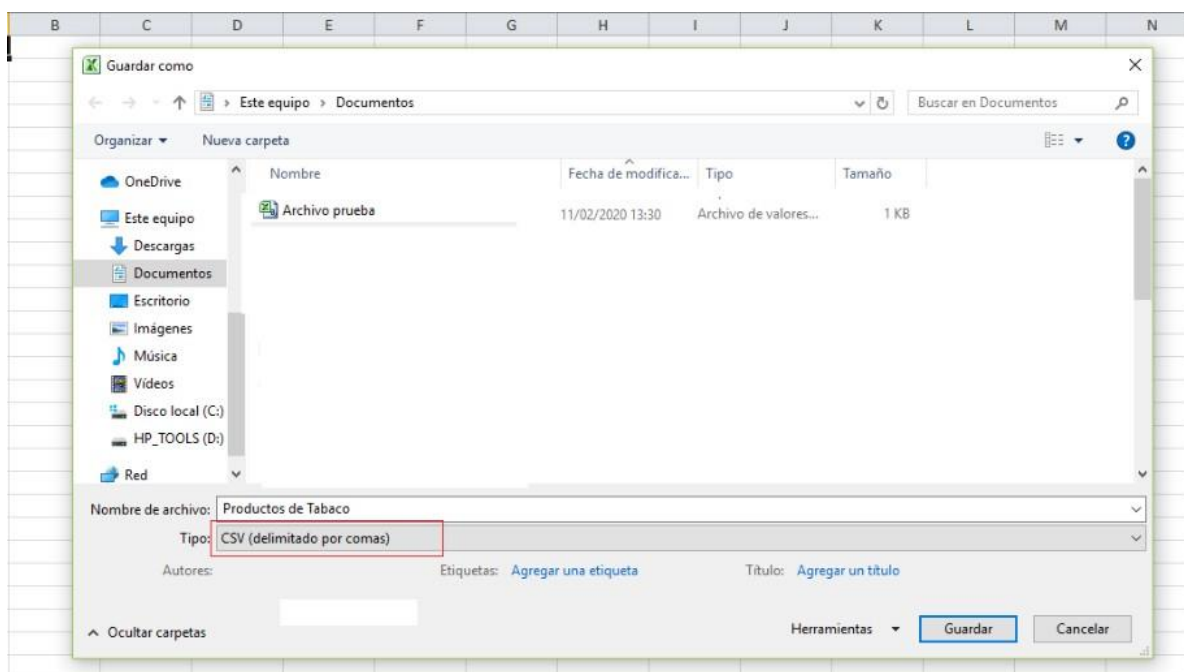 B C D E F G H I J K L M N
Guardar como
Este equipo › Documentos
Buscar en Documentos
Organizar Nueva carpeta
Nombre Fecha de modifica... Tipo Tamaño
OneDrive
Archivo prueba 11/02/2020 13:30 Archivo de valores... 1 KB
Este equipo
Descargas
Documentos
Escritorio
Imágenes
Música
Vídeos
Disco local (C:)
HP_TOOLS (D:)
Red
Nombre de archivo: Productos de Tabaco
Tipo: CSV (delimitado por comas)
Autores: Etiquetas: Agregar una etiqueta Título: Agregar un título
Ocultar carpetas Herramientas Guardar Cancelar